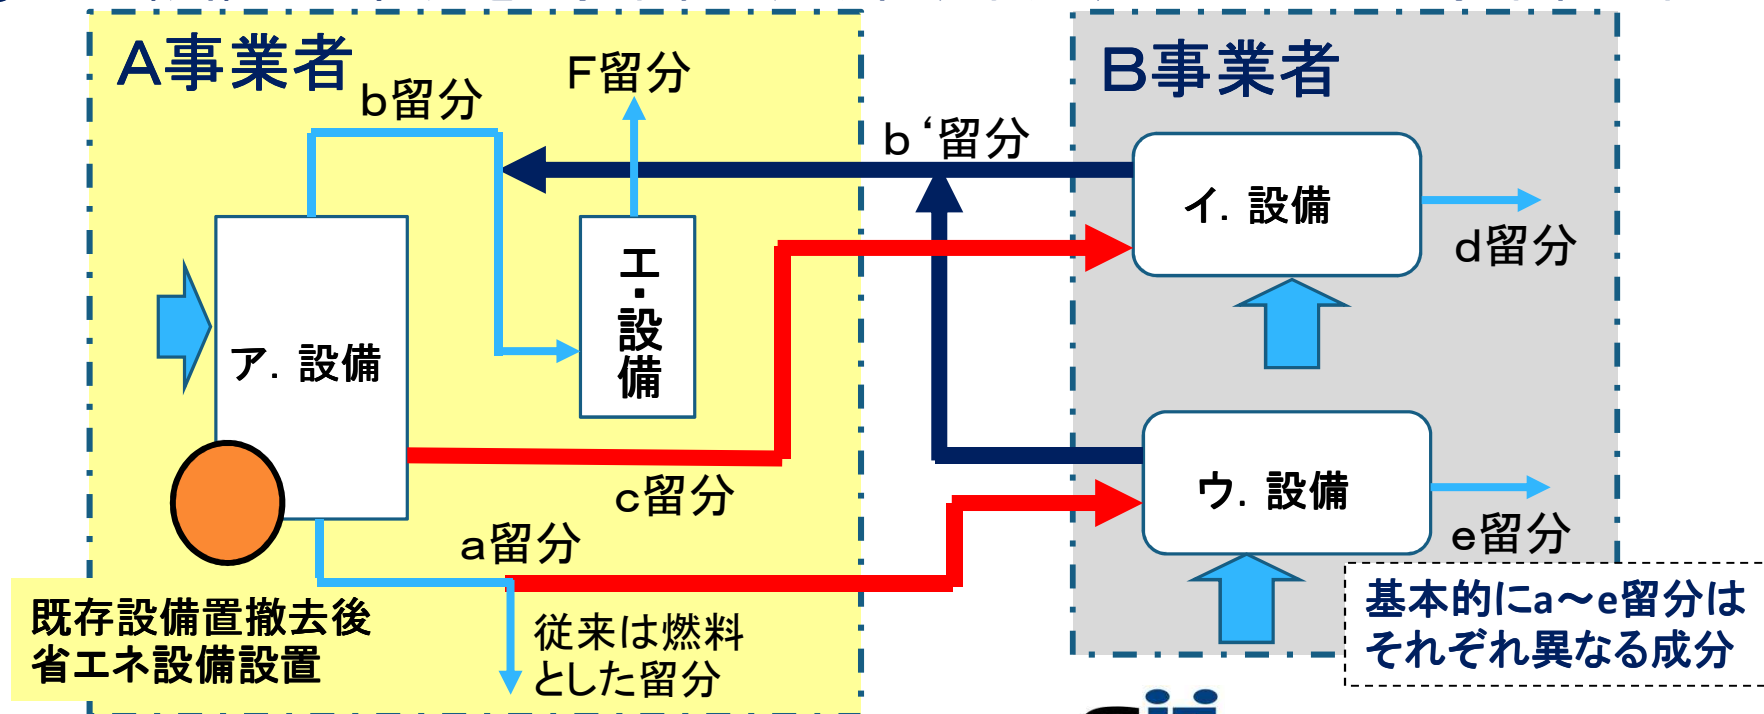 A事業者
b留分
F留分
B事業者
b‘留分
イ．設備
d留分
エ・設備
ア．設備
c留分
ウ．設備
a留分
e留分
既存設備置撤去後
省エネ設備設置
従来は燃料
とした留分
基本的にa～e留分は
それぞれ異なる成分